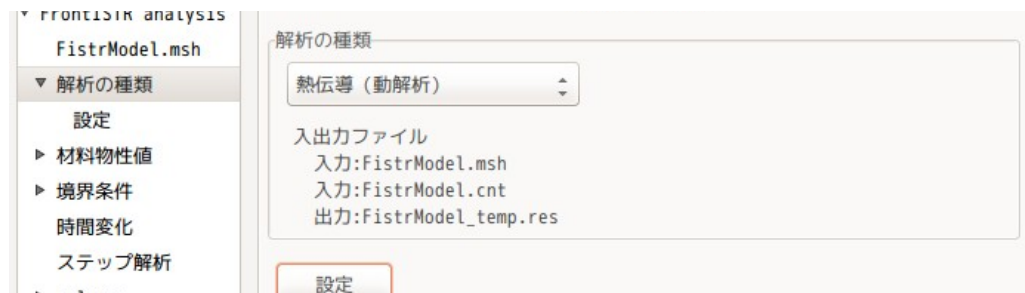 FrontISTR analysis
FistrModel.msh
解析の種類
設定
材料物性値
境界条件
時間変化
ステップ解析
解析の種類
熱伝導（動解析）
入出力ファイル
入力:FistrModel.msh
入力:FistrModel.cnt
出力:FistrModel_temp.res
設定